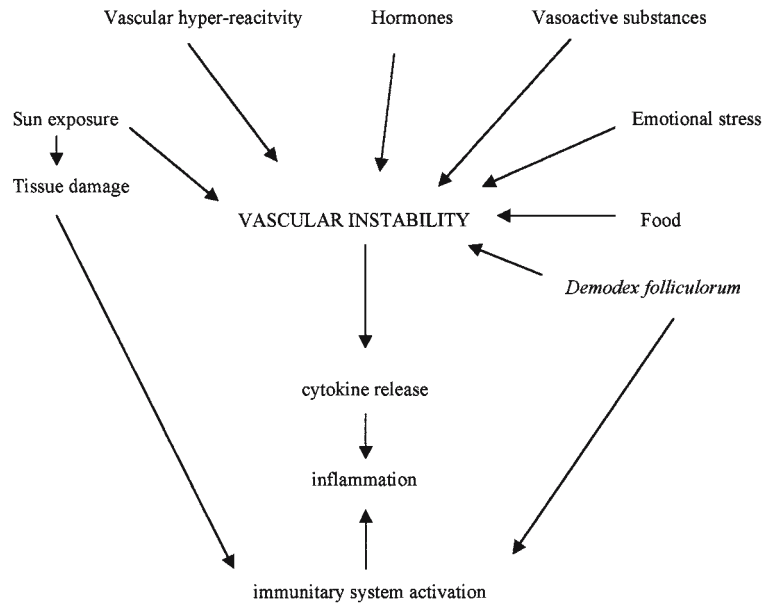 Vascular hyper-reacitvity
Hormones
Vasoactive substances
Sun exposure
Emotional stress
Tissue damage
VASCULAR INSTABILITY
Food
Demodex folliculorum
cytokine release
inflammation
immunitary system activation